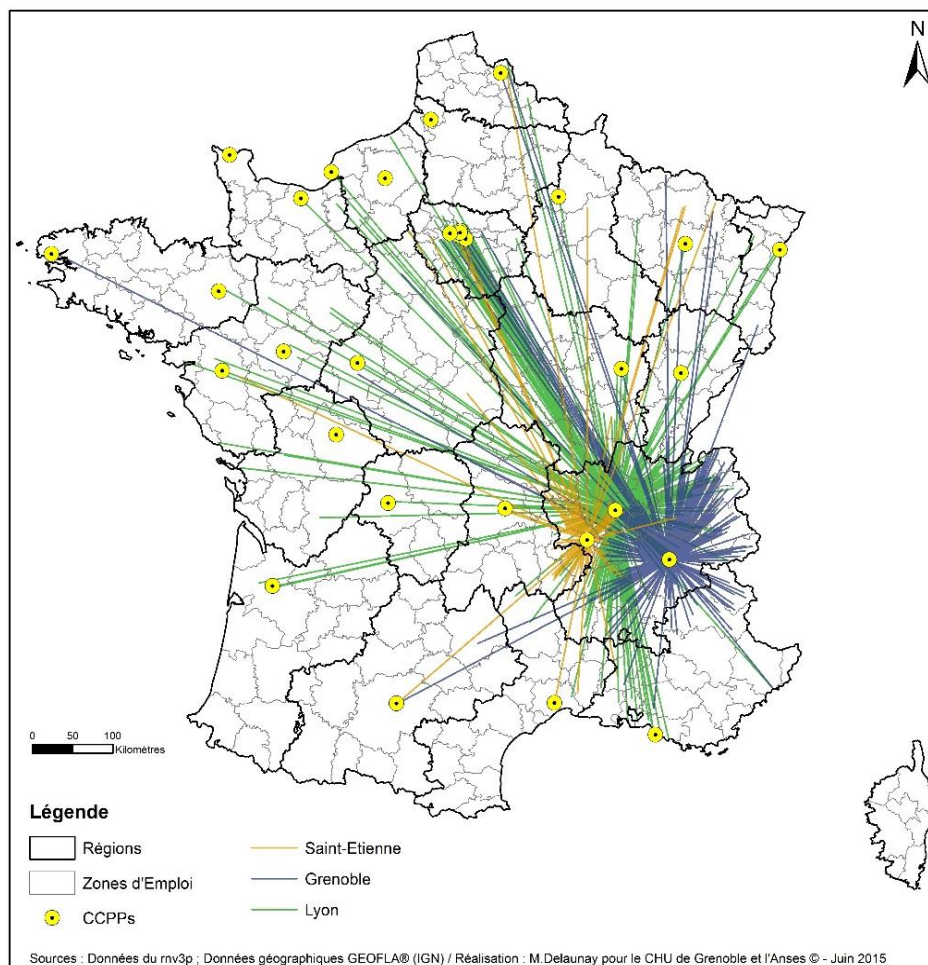 N
0 50 100
Kilomètres
Légende
Régions
Zones d'Emploi
CCPPs
Saint-Etienne
Grenoble
Lyon
Sources : Données du rnv3p ; Données géographiques GEOFLA® (IGN) / Réalisation : M.Delaunay pour le CHU de Grenoble et l'Anses © - Juin 2015